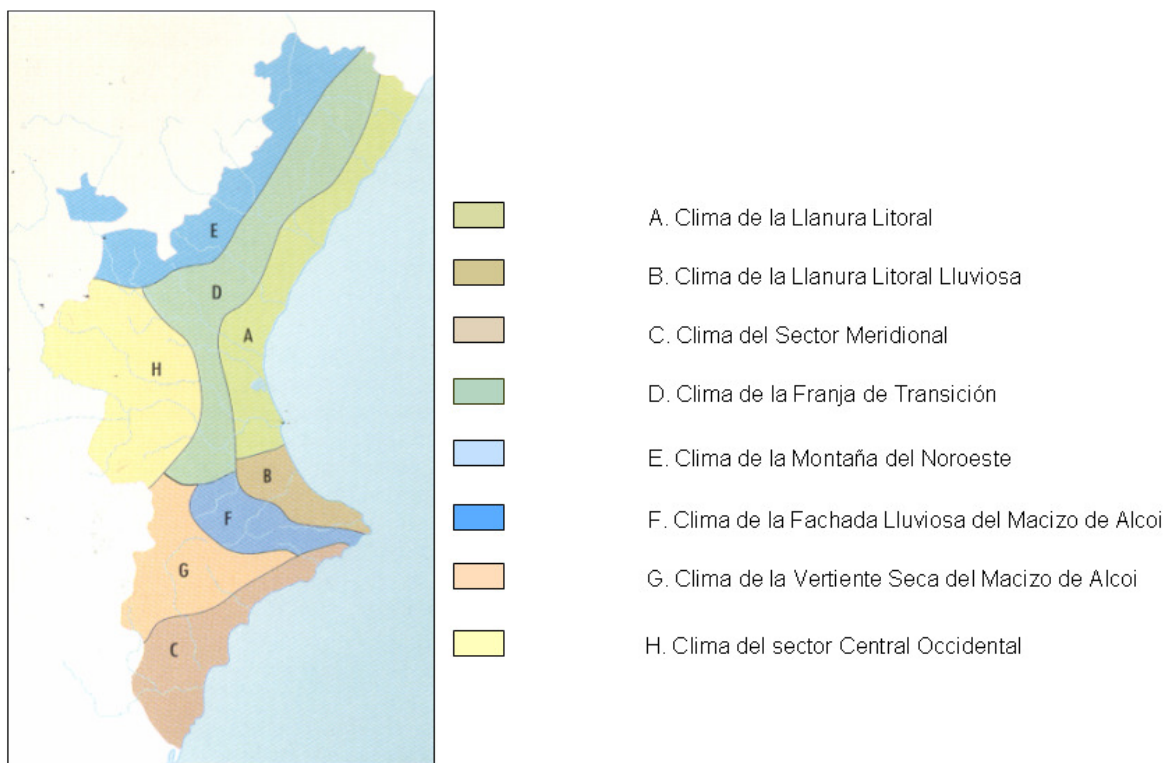 E
D
A
H
B
F
G
C
A. Clima de la Llanura Litoral
B. Clima de la Llanura Litoral Lluviosa
C. Clima del Sector Meridional
D. Clima de la Franja de Transición
E. Clima de la Montaña del Noroeste
F. Clima de la Fachada Lluviosa del Macizo de Alcoi
G. Clima de la Vertiente Seca del Macizo de Alcoi
H. Clima del sector Central Occidental